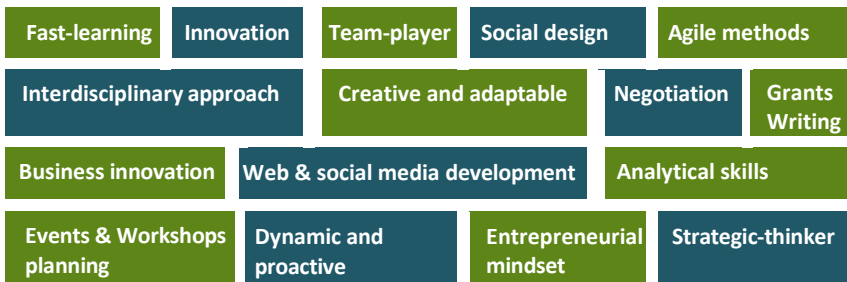 Fast-learning
Innovation
Team-player
Social design
Agile methods
Interdisciplinary approach
Creative and adaptable
Negotiation
Grants
Writing
Business innovation
Web & social media development
Analytical skills
Events & Workshops
planning
Dynamic and
proactive
Entrepreneurial
mindset
Strategic-thinker